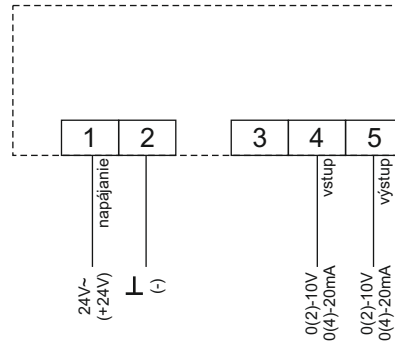 1 2 3 4 5
napájanie
24V~
(+24V)
⊥
(-)
vstup
0(2)-10V
0(4)-20mA
výstup
0(2)-10V
0(4)-20mA